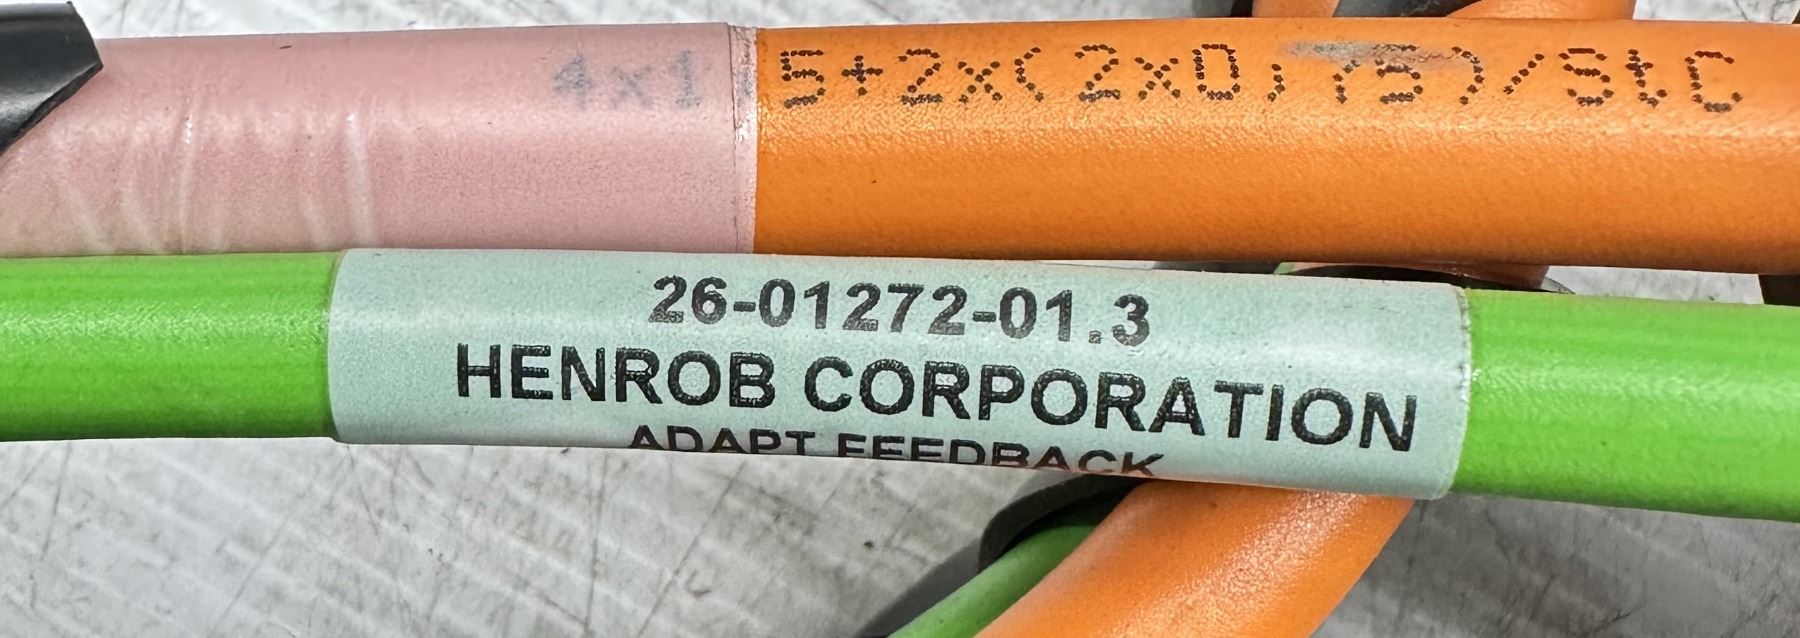 4x1,5+2x(2x0,75)/StC
26-01272-01.3
HENROB CORPORATION
ADAPT FEEDBACK